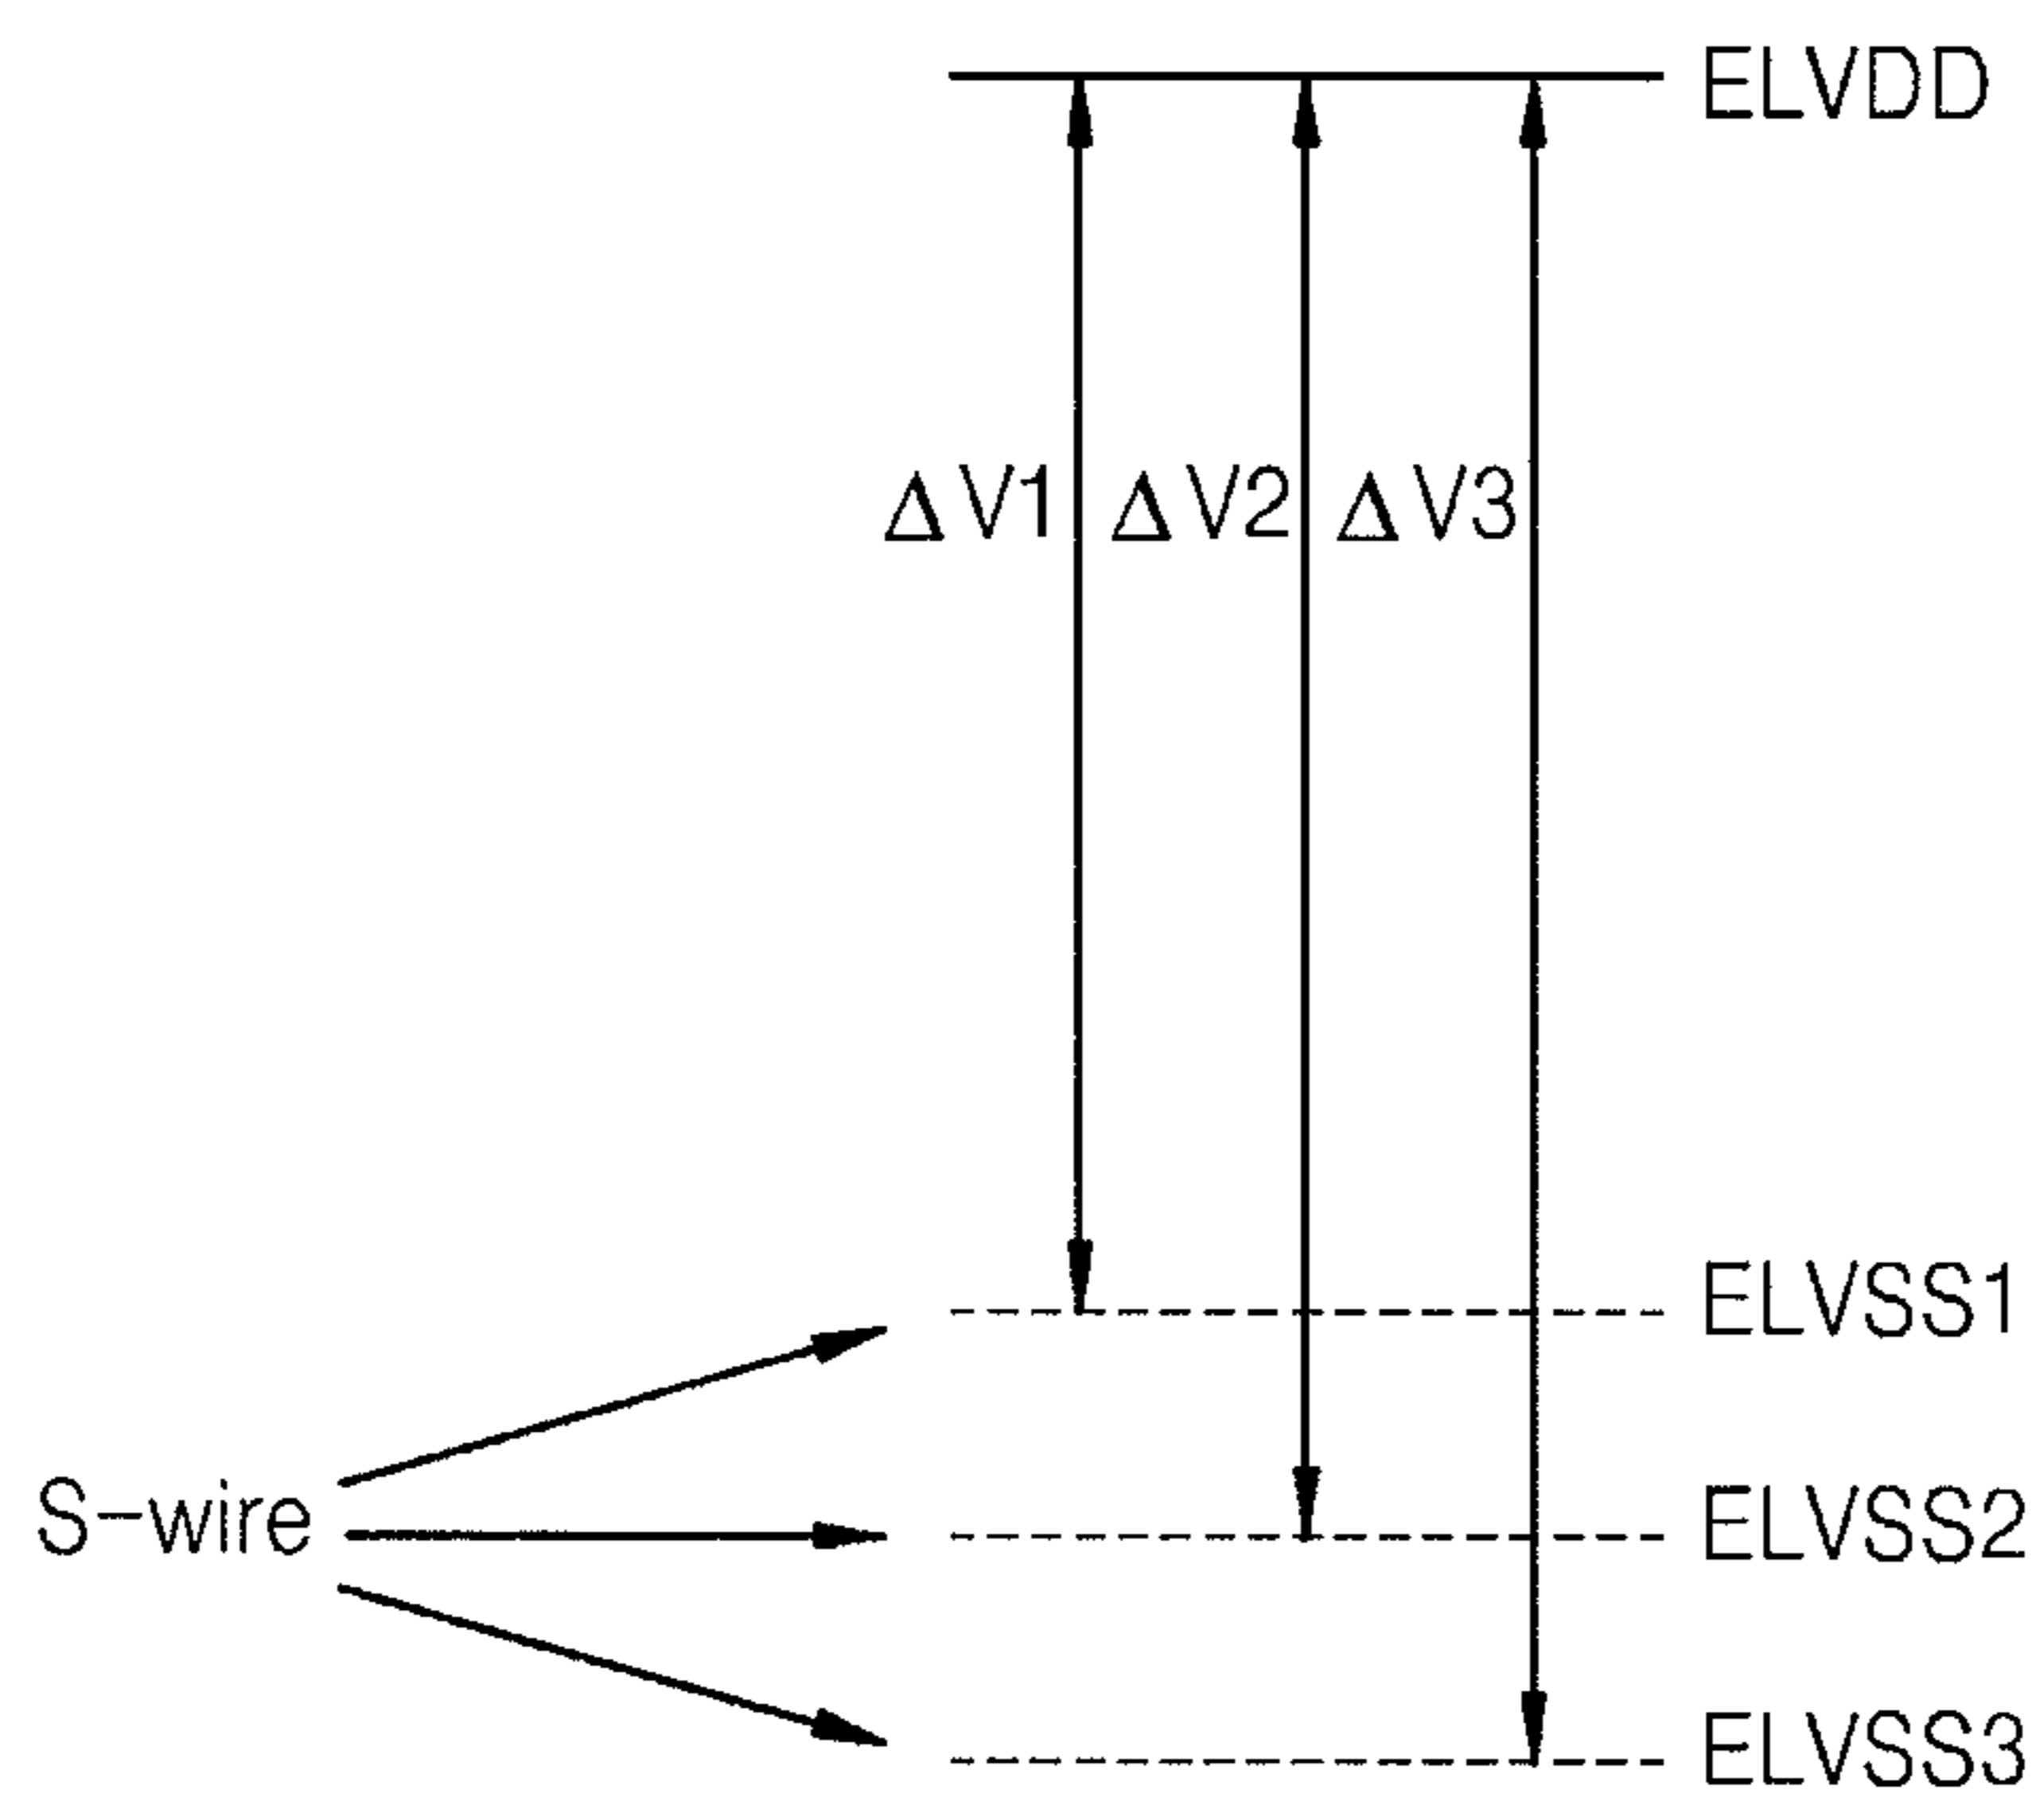 ELVDD
ΔV1 ΔV2 ΔV3
ELVSS1
S-wire
ELVSS2
ELVSS3